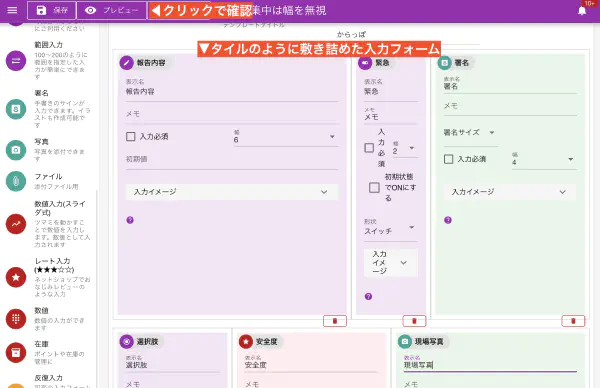 保存
プレビュー
◀クリックで確認
集中は幅を無視
10+
テンプレートタイトル
からっぽ
▼タイルのように敷き詰めた入力フォーム
にご利用ください
範囲入力
100〜200のように
範囲を指定した入
力が簡単にできま
す
署名
手書きのサインが
入力できます。イラ
ストも作成可能で
す
写真
写真を添付できます
ファイル
添付ファイル用
数値入力(スライ
ダ式)
ツマミを動かすこと
で数値を入力
します。数値として入
力されます
レート入力
(★★★☆☆)
ネットショップでお
なじみレビューの
ような入力
数値
数値の入力ができ
ます
在庫
ポイントや在庫の
管理に
反復入力
報告内容
表示名
報告内容
メモ
入力必須
幅
6
初期値
入力イメージ
緊急
表示名
緊急
メモ
メモ
入力必須
幅
2
初期状態
でONにす
る
形状
スイッチ
入力
イメ
ージ
署名
表示名
署名
メモ
署名サイズ
入力必須
幅
4
入力イメージ
選択肢
表示名
選択肢
メモ
安全度
表示名
安全度
メモ
現場写真
表示名
現場写真
メモ